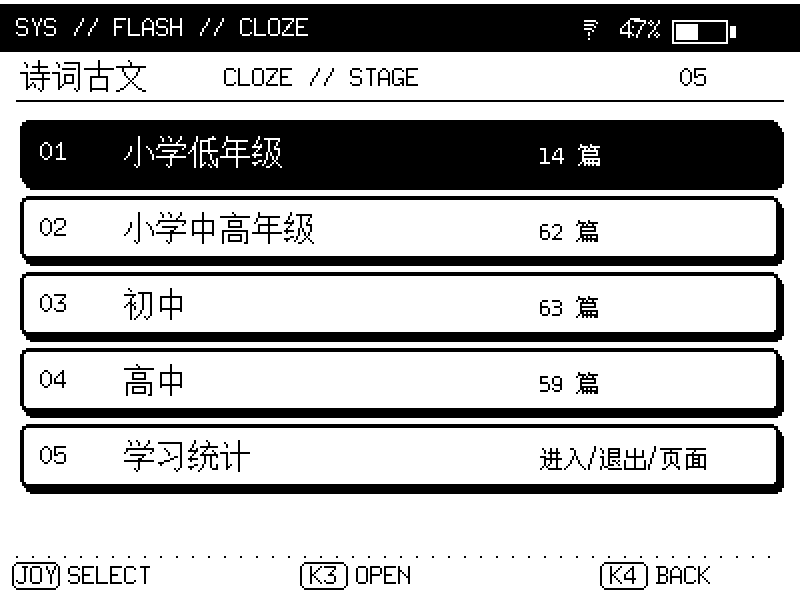 SYS // FLASH // CLOZE 47%
诗词古文 CLOZE // STAGE 05
01 小学低年级 14 篇
02 小学中高年级 62 篇
03 初中 63 篇
04 高中 59 篇
05 学习统计 进入/退出/页面
JOY SELECT K3 OPEN K4 BACK